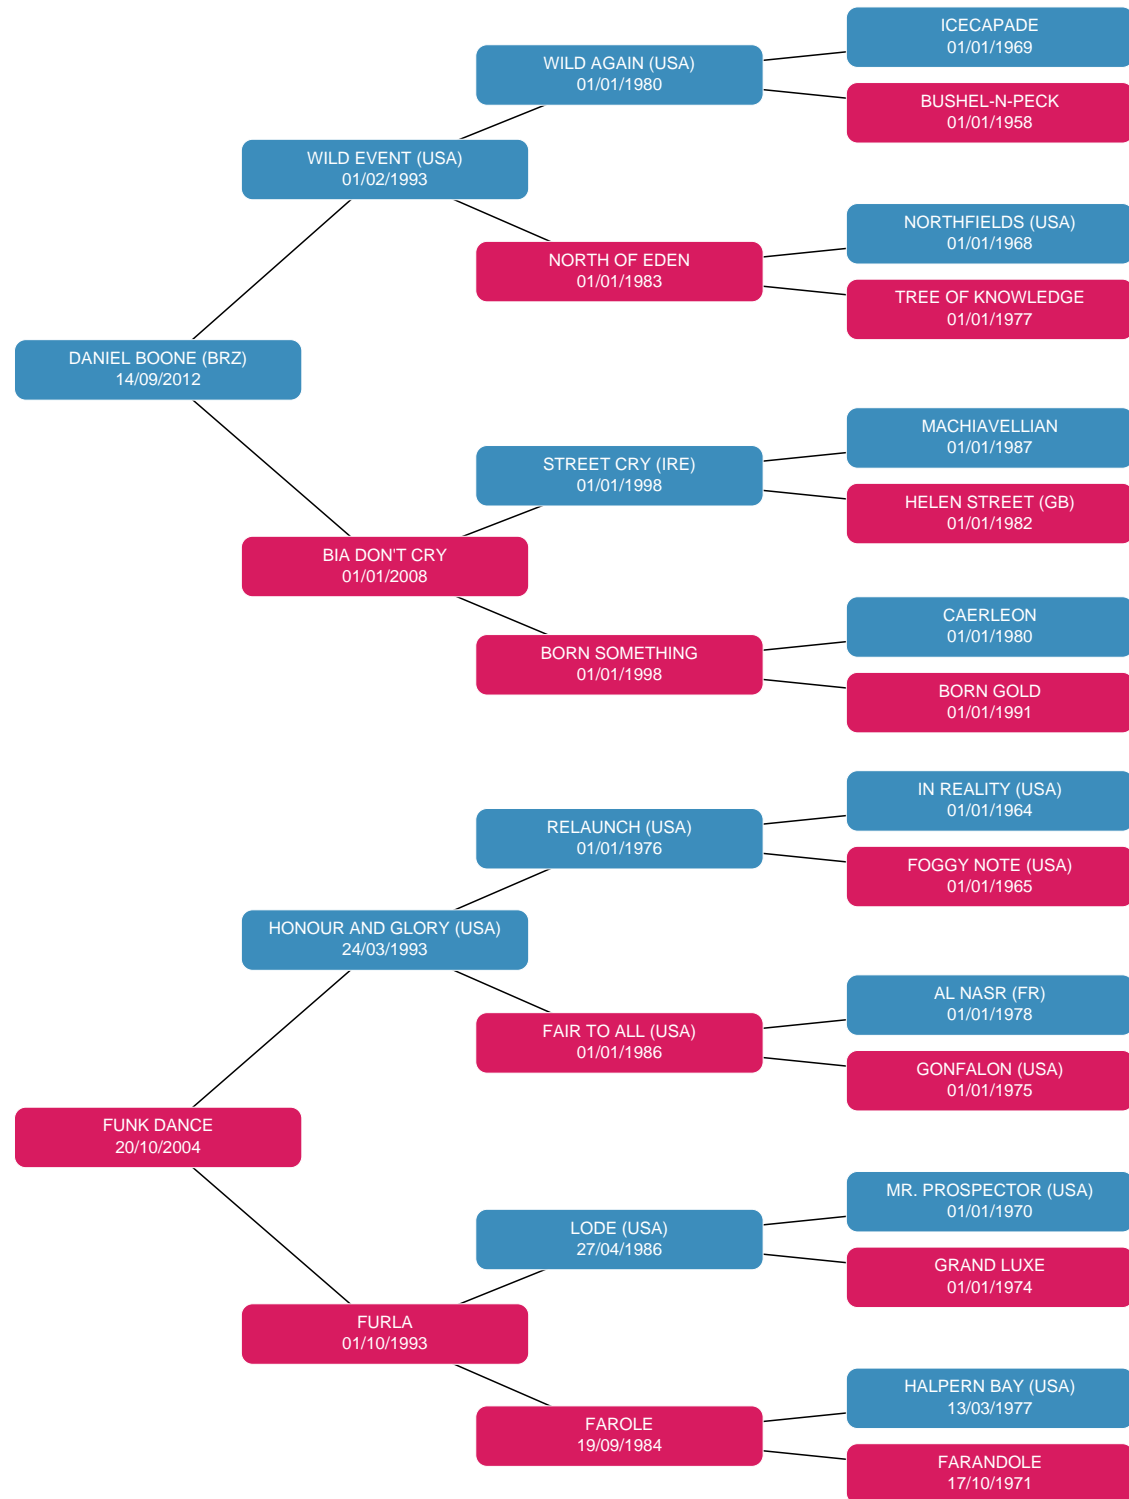 ICECAPADE
01/01/1969
WILD AGAIN (USA)
01/01/1980
BUSHEL-N-PECK
01/01/1958
WILD EVENT (USA)
01/02/1993
NORTHFIELDS (USA)
01/01/1968
NORTH OF EDEN
01/01/1983
TREE OF KNOWLEDGE
01/01/1977
DANIEL BOONE (BRZ)
14/09/2012
MACHIAVELLIAN
01/01/1987
STREET CRY (IRE)
01/01/1998
HELEN STREET (GB)
01/01/1982
BIA DON'T CRY
01/01/2008
CAERLEON
01/01/1980
BORN SOMETHING
01/01/1998
BORN GOLD
01/01/1991
IN REALITY (USA)
01/01/1964
RELAUNCH (USA)
01/01/1976
FOGGY NOTE (USA)
01/01/1965
HONOUR AND GLORY (USA)
24/03/1993
AL NASR (FR)
01/01/1978
FAIR TO ALL (USA)
01/01/1986
GONFALON (USA)
01/01/1975
FUNK DANCE
20/10/2004
MR. PROSPECTOR (USA)
01/01/1970
LODE (USA)
27/04/1986
GRAND LUXE
01/01/1974
FURLA
01/10/1993
HALPERN BAY (USA)
13/03/1977
FAROLE
19/09/1984
FARANDOLE
17/10/1971